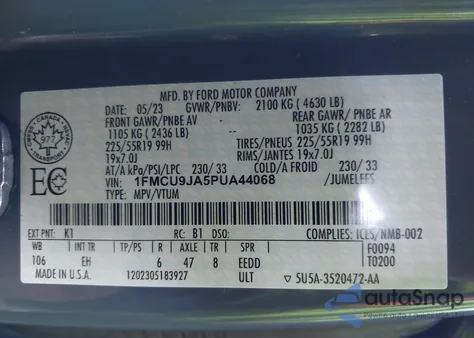 MFD. BY FORD MOTOR COMPANY
DATE: 05/23 GVWR/PNBV: 2100 KG ( 4630 LB)
FRONT GAWR/PNBE AV REAR GAWR/PNBE AR
1105 KG ( 2436 LB) 1035 KG ( 2282 LB)
225/55R19 99H TIRES/PNEUS 225/55R19 99H
19x7.0J RIMS/JANTES 19x7.0J
AT/A kPa/PSI/LPC 230/ 33 COLD/A FROID 230/ 33
VIN: 1FMCU9JA5PUA44068 /JUMELEES
TYPE: MPV/VTUM
977
TRANSPORT
EC
EXT PNT: K1 RC: B1 DSO: COMPLIES: ICES/NMB-002
WB INT TR TP/PS R AXLE TR SPR F0094
106 EH 6 47 8 EEDD T0200
MADE IN U.S.A. 1202305183927 ULT 5U5A-3520472-AA
autoSnap